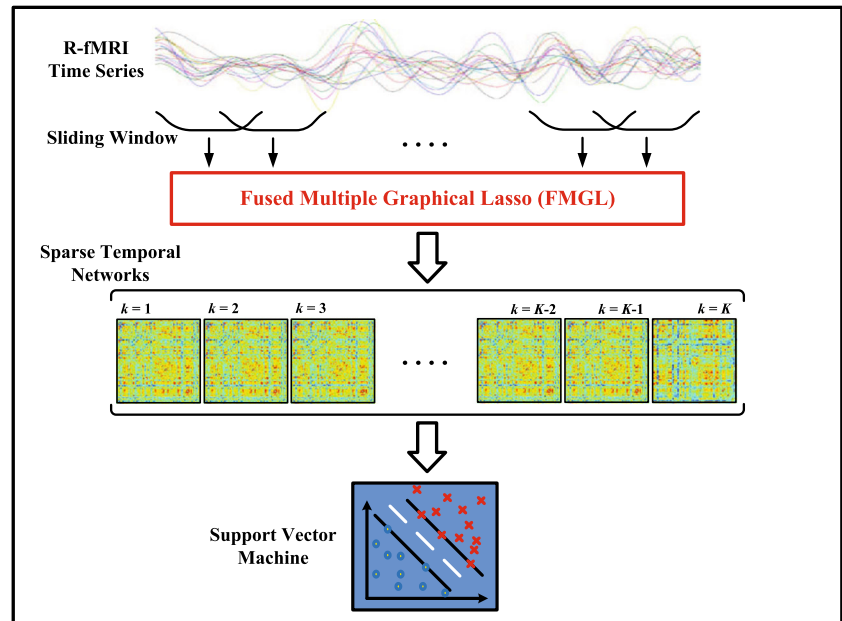 R-fMRI
Time Series
Sliding Window
. . . .
Fused Multiple Graphical Lasso (FMGL)
Sparse Temporal
Networks
k = 1 k = 2 k = 3 k = K-2 k = K-1 k = K
. . . .
Support Vector
Machine